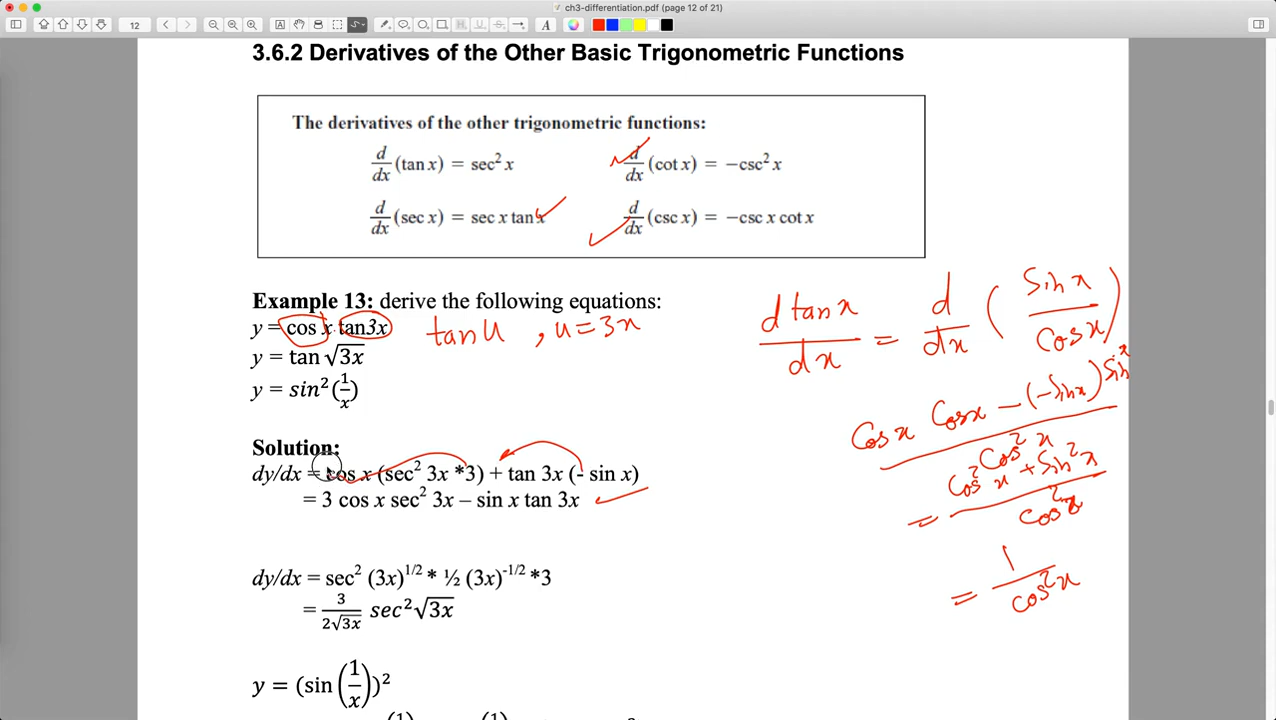 ch3-differentiation.pdf (page 12 of 21)
12
A
3.6.2 Derivatives of the Other Basic Trigonometric Functions
The derivatives of the other trigonometric functions:
d/dx (tan x) = sec² x    d/dx (cot x) = −csc² x
d/dx (sec x) = sec x tan x    d/dx (csc x) = −csc x cot x
Example 13: derive the following equations:
y = cos x tan3x    tan u , u = 3x
y = tan √3x
y = sin² (1/x)
d tan x / dx = d/dx ( Sin x / Cos x )
Cos x Cos x − (−Sin x) Sin x / Cos² x
= Cos² x + Sin² x / Cos² x
= 1 / Cos² x
Solution:
dy/dx = cos x (sec² 3x *3) + tan 3x (- sin x)
= 3 cos x sec² 3x – sin x tan 3x
dy/dx = sec² (3x)^1/2 * ½ (3x)^-1/2 *3
= 3/2√3x sec²√3x
y = (sin (1/x))²